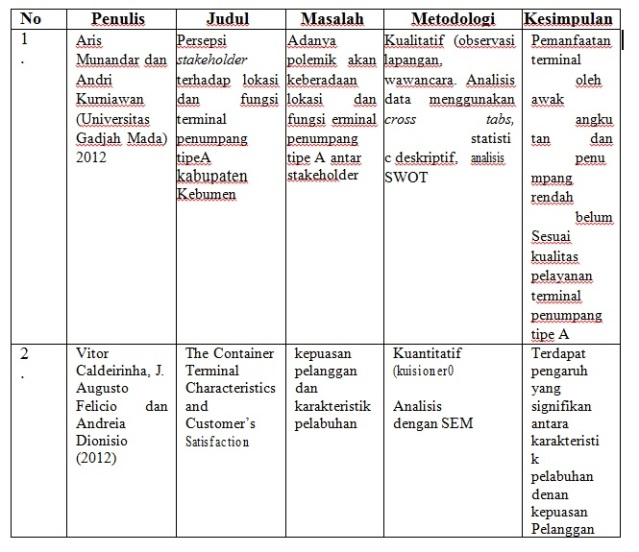 No Penulis Judul Masalah Metodologi Kesimpulan
1
.
Aris
Munandar dan
Andri
Kurniawan
(Universitas
Gadjah Mada)
2012
Persepsi
stakeholder
terhadap lokasi
dan fungsi
terminal
penumpang
tipeA
kabupaten
Kebumen
Adanya
polemik akan
keberadaan
lokasi dan
fungsi erminal
penumpang
tipe A antar
stakeholder
Kualitatif (observasi
lapangan,
wawancara. Analisis
data menggunakan
cross tabs,
statisti
c deskriptif, analisis
SWOT
Pemanfaatan
terminal
oleh
awak
angku
tan dan
penu
mpang
rendah
belum
Sesuai
kualitas
pelayanan
terminal
penumpang
tipe A
2
.
Vitor
Caldeirinha, J.
Augusto
Felicio dan
Andreia
Dionisio
(2012)
The Container
Terminal
Characteristics
and
Customer's
Satisfaction
kepuasan
pelanggan
dan
karakteristik
pelabuhan
Kuantitatif
(kuisioner0
Analisis
dengan SEM
Terdapat
pengaruh
yang
signifikan
antara
karakteristi
k
pelabuhan
denan
kepuasan
Pelanggan